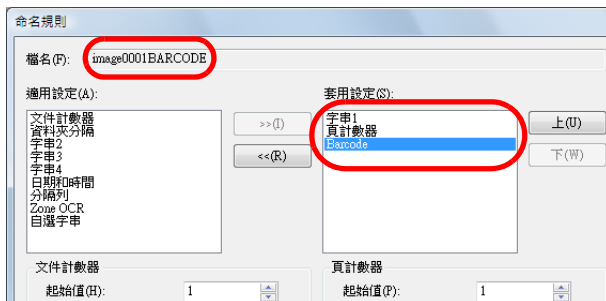 命名規則
檔名(F): image0001BARCODE
適用設定(A): 套用設定(S):
文件計數器
資料夾分隔
字串2
字串3
字串4
日期和時間
分隔列
Zone OCR
自選字串
>>(I)
<<(R)
字串1
頁計數器
Barcode
上(U)
下(W)
文件計數器
起始值(H): 1
頁計數器
起始值(P): 1